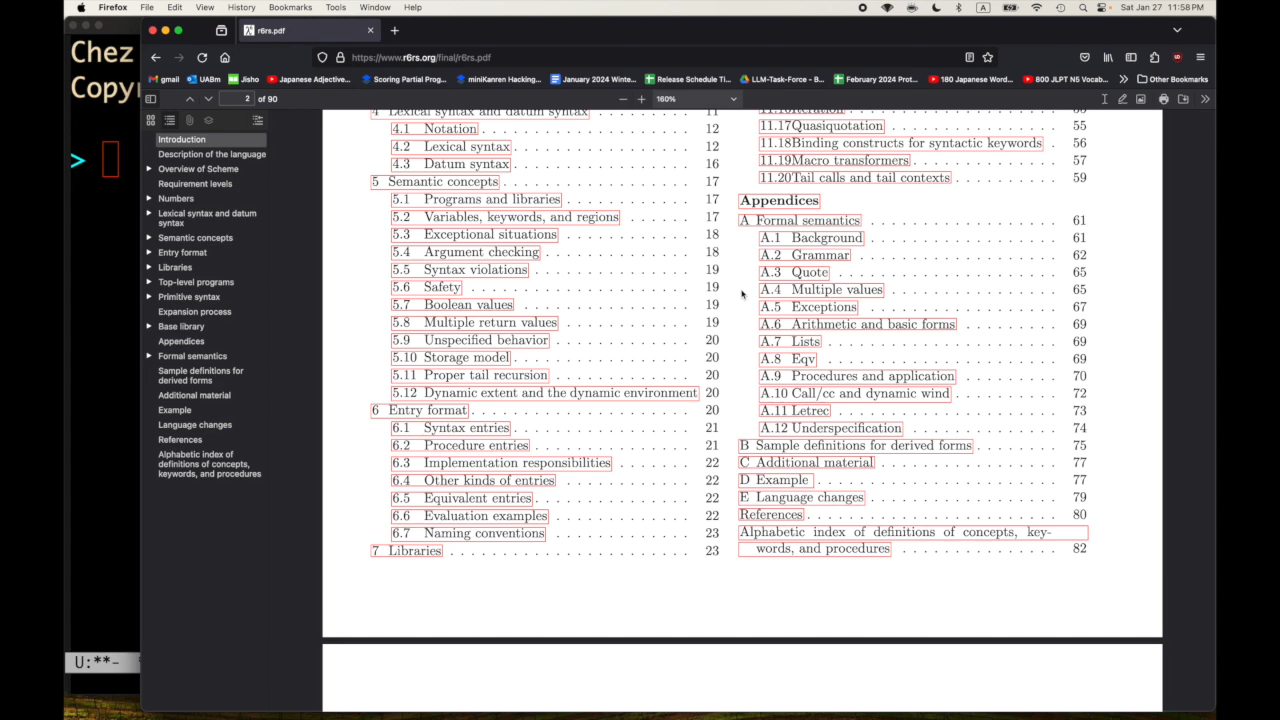 Firefox File Edit View History Bookmarks Tools Window Help
Sat Jan 27 11:58 PM
r6rs.pdf
https://www.r6rs.org/final/r6rs.pdf
gmail UABm Jisho Japanese Adjective... Scoring Partial Prog... miniKanren Hacking... January 2024 Winte... Release Schedule Ti... LLM-Task-Force – B... February 2024 Prot... 180 Japanese Word... 800 JLPT N5 Vocab... Other Bookmarks
2 of 90
160%
Chez
Copyr
>
U:**-
Introduction
Description of the language
Overview of Scheme
Requirement levels
Numbers
Lexical syntax and datum
syntax
Semantic concepts
Entry format
Libraries
Top-level programs
Primitive syntax
Expansion process
Base library
Appendices
Formal semantics
Sample definitions for
derived forms
Additional material
Example
Language changes
References
Alphabetic index of
definitions of concepts,
keywords, and procedures
4 Lexical syntax and datum syntax 11
4.1 Notation 12
4.2 Lexical syntax 12
4.3 Datum syntax 16
5 Semantic concepts 17
5.1 Programs and libraries 17
5.2 Variables, keywords, and regions 17
5.3 Exceptional situations 18
5.4 Argument checking 18
5.5 Syntax violations 19
5.6 Safety 19
5.7 Boolean values 19
5.8 Multiple return values 19
5.9 Unspecified behavior 20
5.10 Storage model 20
5.11 Proper tail recursion 20
5.12 Dynamic extent and the dynamic environment 20
6 Entry format 20
6.1 Syntax entries 21
6.2 Procedure entries 21
6.3 Implementation responsibilities 22
6.4 Other kinds of entries 22
6.5 Equivalent entries 22
6.6 Evaluation examples 22
6.7 Naming conventions 23
7 Libraries 23
11.16Iteration
11.17Quasiquotation 55
11.18Binding constructs for syntactic keywords 56
11.19Macro transformers 57
11.20Tail calls and tail contexts 59
Appendices
A Formal semantics 61
A.1 Background 61
A.2 Grammar 62
A.3 Quote 65
A.4 Multiple values 65
A.5 Exceptions 67
A.6 Arithmetic and basic forms 69
A.7 Lists 69
A.8 Eqv 69
A.9 Procedures and application 70
A.10 Call/cc and dynamic wind 72
A.11 Letrec 73
A.12 Underspecification 74
B Sample definitions for derived forms 75
C Additional material 77
D Example 77
E Language changes 79
References 80
Alphabetic index of definitions of concepts, key-
words, and procedures 82